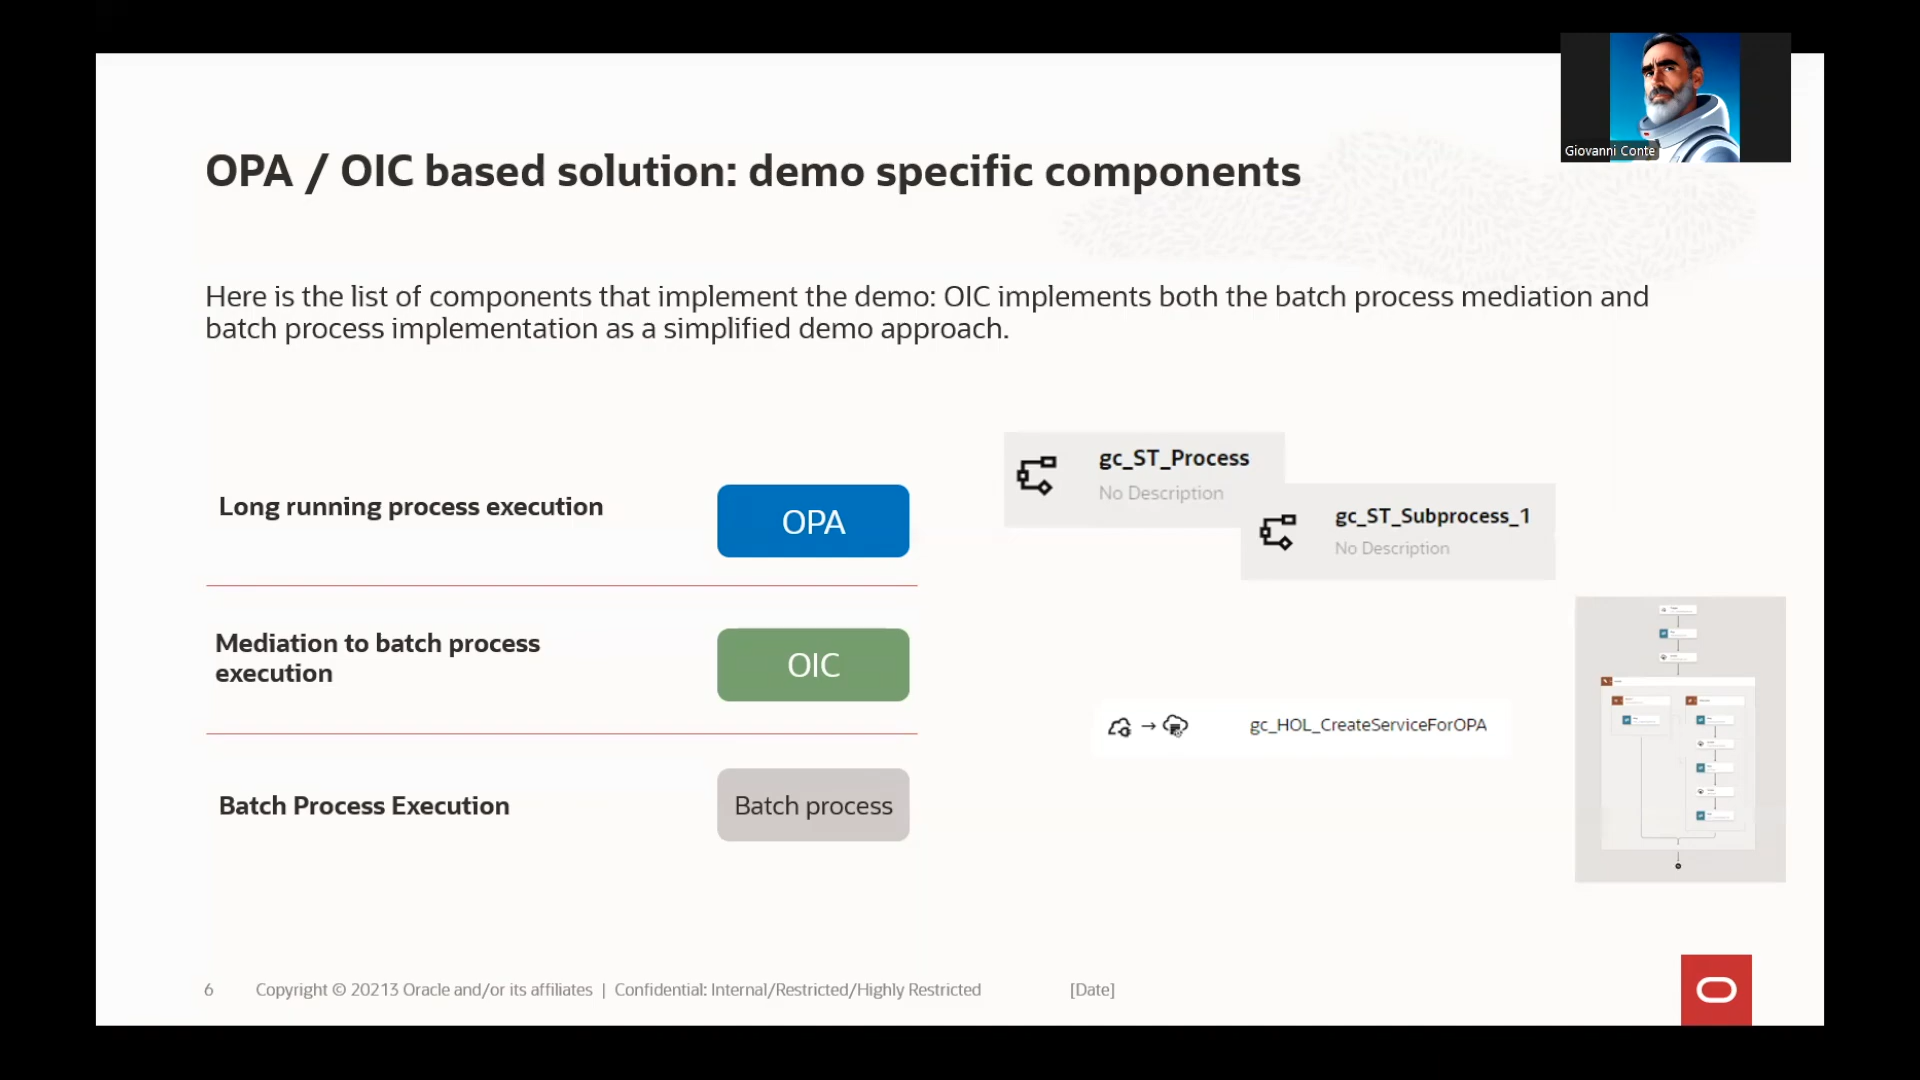 Giovanni Conte
OPA / OIC based solution: demo specific components
Here is the list of components that implement the demo: OIC implements both the batch process mediation and
batch process implementation as a simplified demo approach.
Long running process execution
OPA
gc_ST_Process
No Description
gc_ST_Subprocess_1
No Description
Mediation to batch process
execution
OIC
gc_HOL_CreateServiceForOPA
Batch Process Execution
Batch process
6
Copyright © 20213 Oracle and/or its affiliates | Confidential: Internal/Restricted/Highly Restricted
[Date]